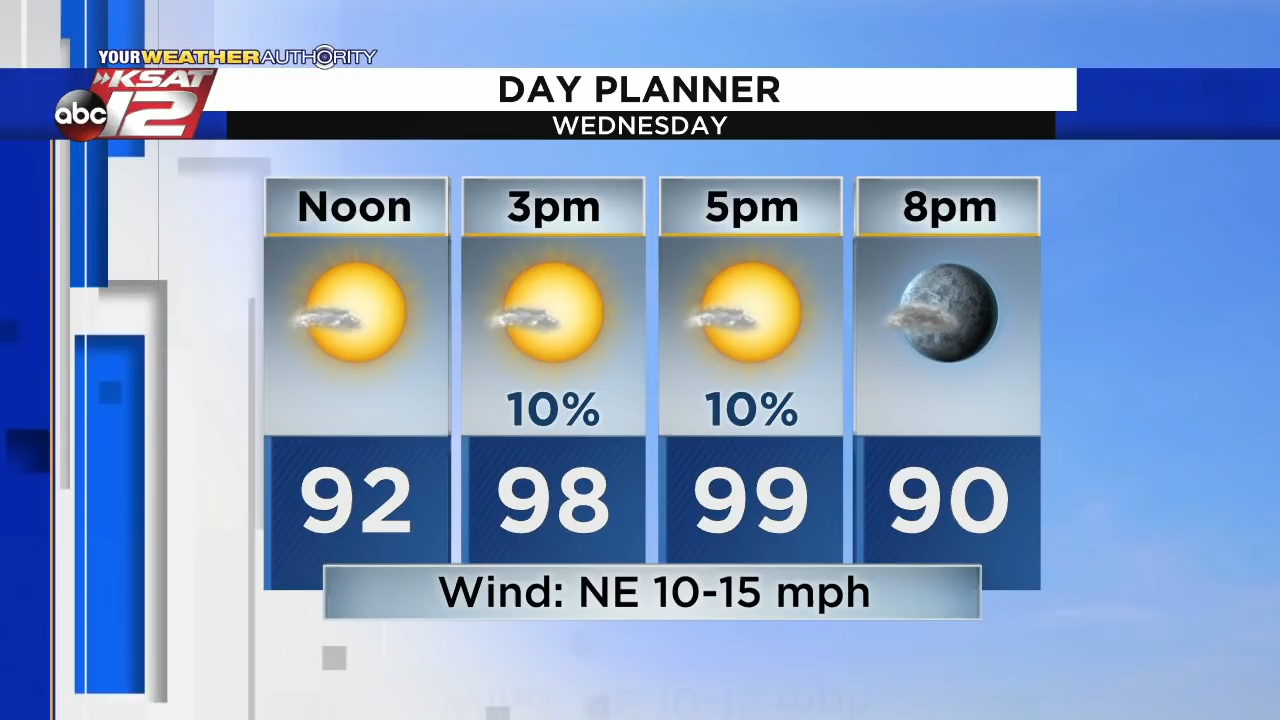 YOURWEATHERAUTHORITY
KSAT
abc 12
DAY PLANNER
WEDNESDAY
Noon 3pm 5pm 8pm
10% 10%
92 98 99 90
Wind: NE 10-15 mph